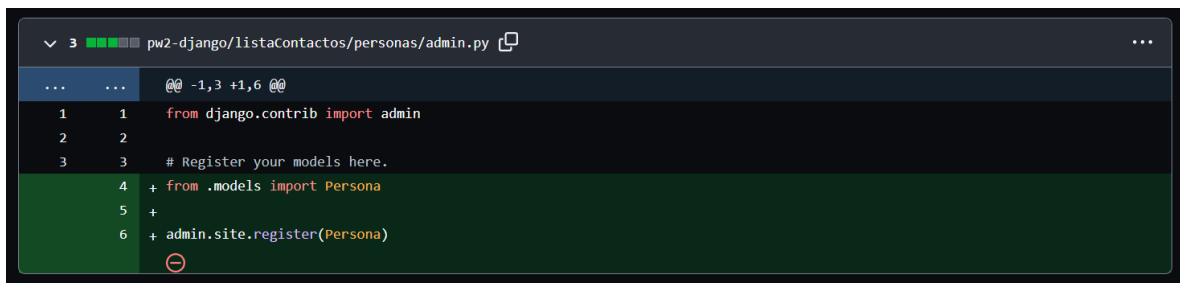 3 pw2-django/listaContactos/personas/admin.py ...
... ... @@ -1,3 +1,6 @@
1 1 from django.contrib import admin
2 2
3 3 # Register your models here.
4 + from .models import Persona
5 +
6 + admin.site.register(Persona)